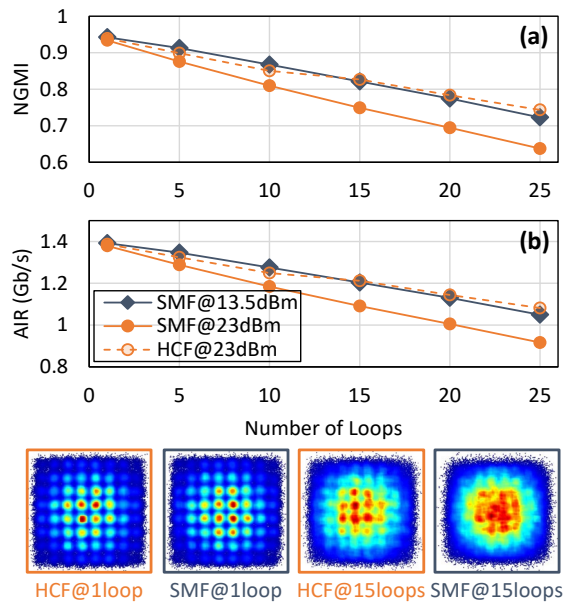 (a)
NGMI
1
0.9
0.8
0.7
0.6
0 5 10 15 20 25
(b)
AIR (Gb/s)
1.4
1.2
1
0.8
SMF@13.5dBm
SMF@23dBm
HCF@23dBm
0 5 10 15 20 25
Number of Loops
HCF@1loop SMF@1loop HCF@15loops SMF@15loops